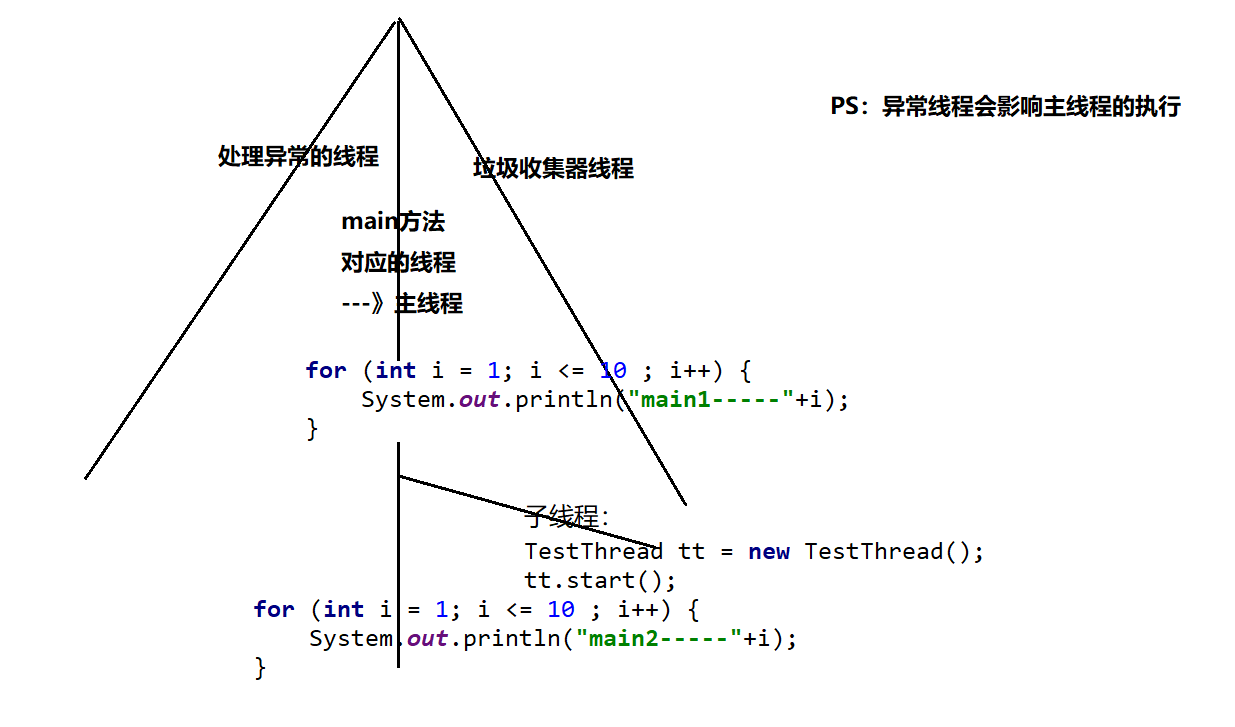 PS：异常线程会影响主线程的执行
处理异常的线程
垃圾收集器线程
main方法
对应的线程
---》主线程
for (int i = 1; i <= 10 ; i++) {
    System.out.println("main1-----"+i);
}
子线程：
TestThread tt = new TestThread();
tt.start();
for (int i = 1; i <= 10 ; i++) {
    System.out.println("main2-----"+i);
}